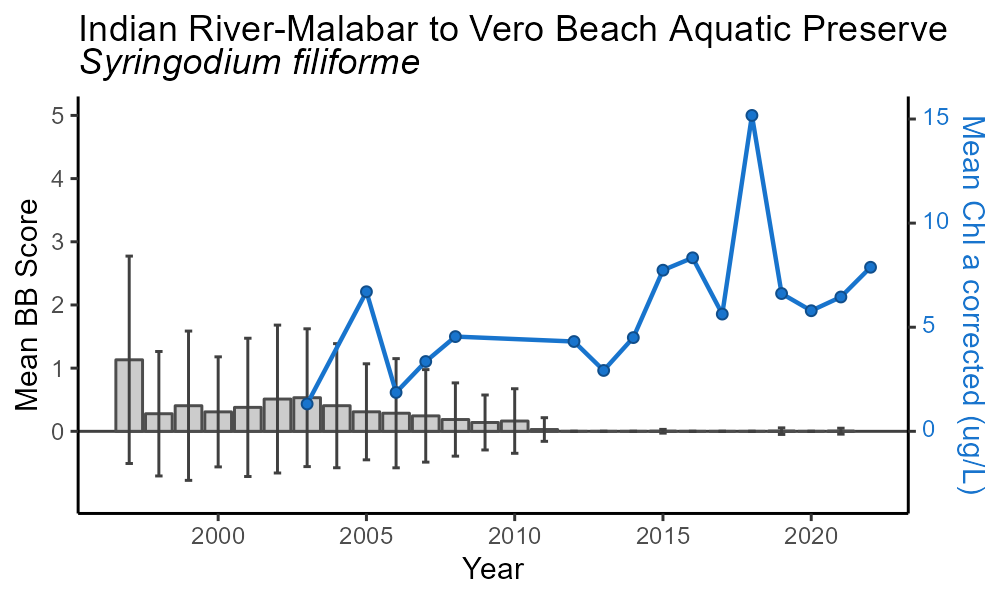 Indian River-Malabar to Vero Beach Aquatic Preserve
Syringodium filiforme
Mean BB Score
5
4
3
2
1
0
15
10
5
0
Mean Chl a corrected (ug/L)
2000 2005 2010 2015 2020
Year